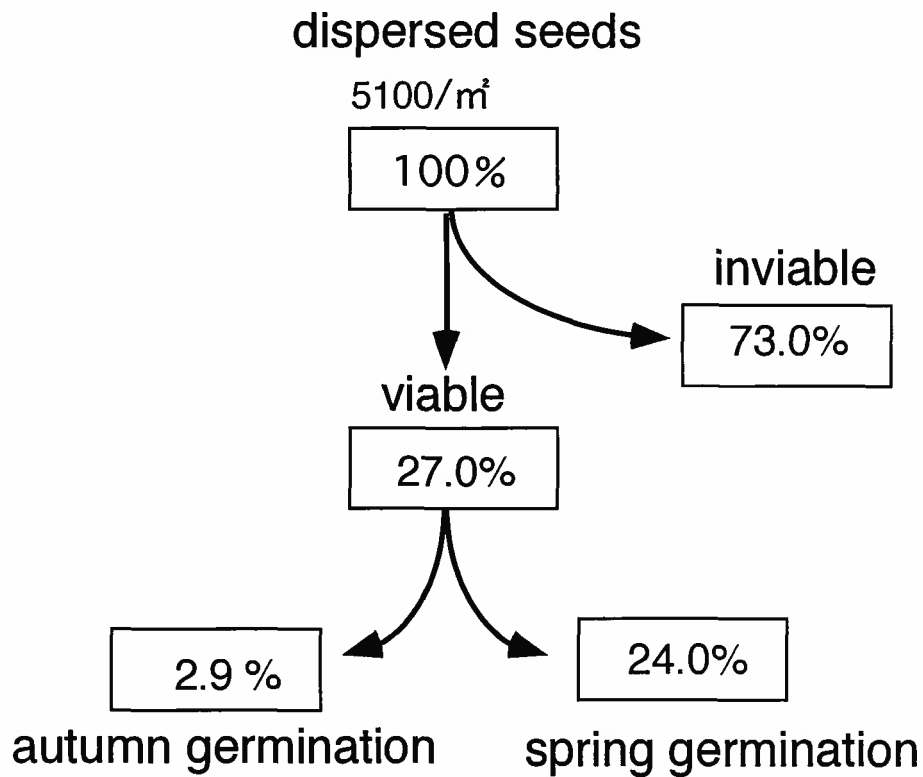 dispersed seeds
5100/㎡
100%
inviable
73.0%
viable
27.0%
2.9 %
24.0%
autumn germination
spring germination